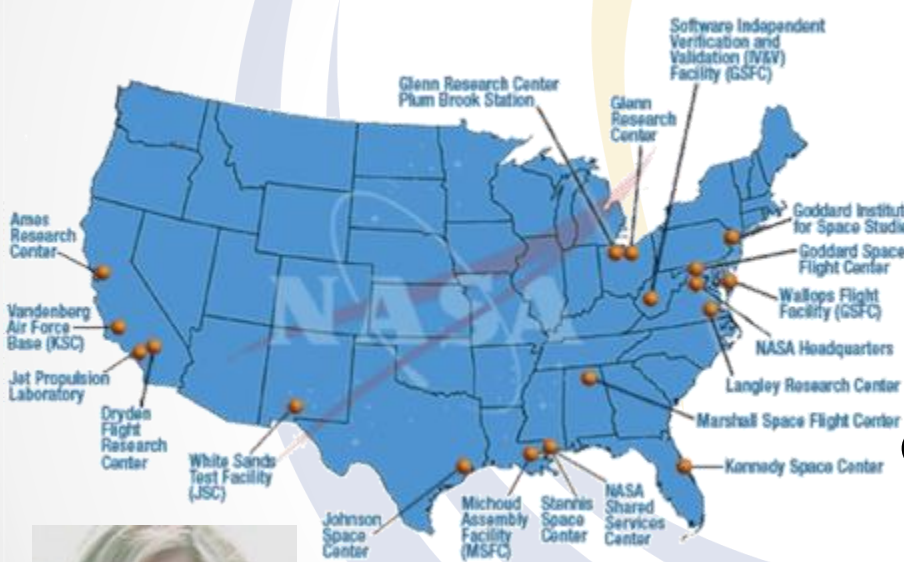 Software Independent
Verification and
Validation (IV&V)
Facility (GSFC)
Glenn Research Center
Plum Brook Station
Glenn
Research
Center
Ames
Research
Center
Goddard Institut
for Space Studie
Goddard Space
Flight Center
Wallops Flight
Facility (GSFC)
Vandenberg
Air Force
Base (KSC)
NASA
NASA Headquarters
Jet Propulsion
Laboratory
Langley Research Center
Dryden
Flight
Research
Center
Marshall Space Flight Center
White Sands
Test Facility
(JSC)
Kennedy Space Center
Johnson
Space
Center
Michoud
Assembly
Facility
(MSFC)
Stennis
Space
Center
NASA
Shared
Services
Center